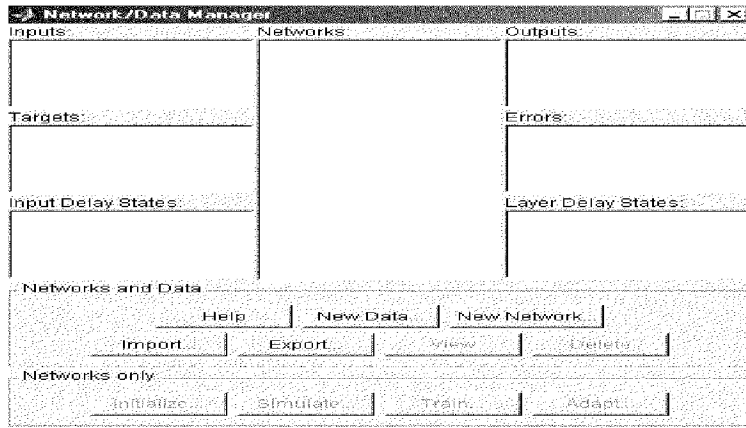 Network/Data Manager
Inputs: Networks: Outputs:
Targets: Errors:
Input Delay States: Layer Delay States:
Networks and Data
Help New Data... New Network...
Import... Export... View Delete
Networks only
Initialize... Simulate... Train... Adapt...